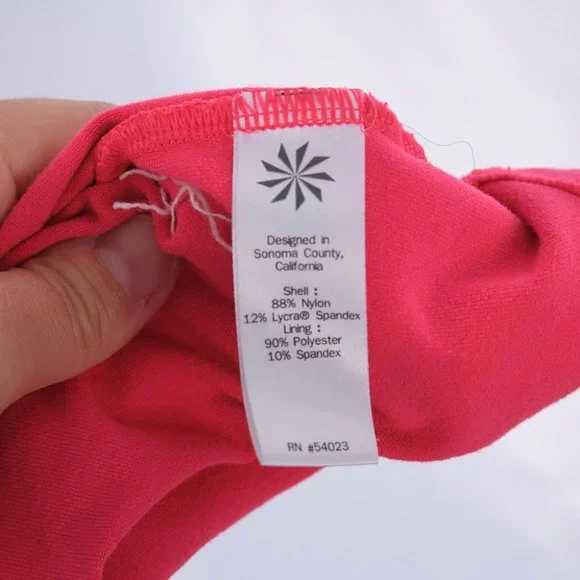 Designed in
Sonoma County,
California
Shell :
88% Nylon
12% Lycra® Spandex
Lining :
90% Polyester
10% Spandex
RN #54023